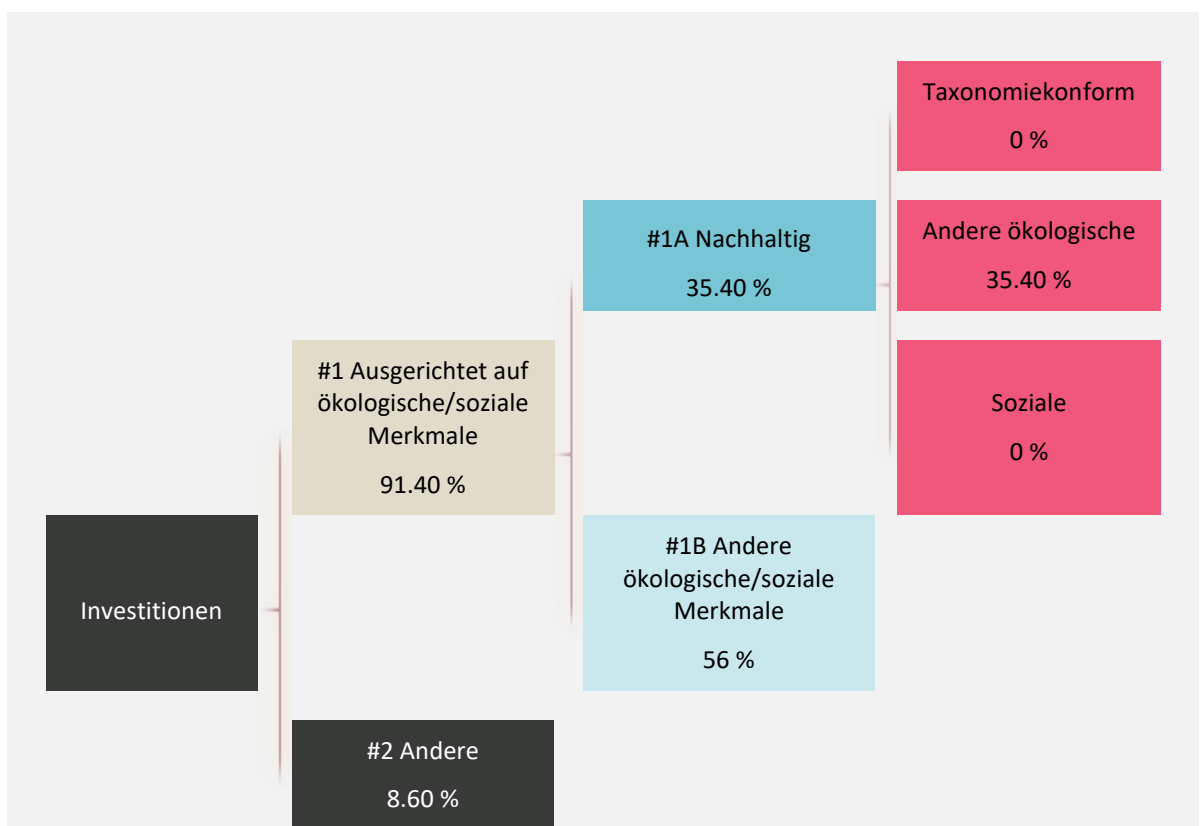 Taxonomiekonform
0 %
#1A Nachhaltig
35.40 %
Andere ökologische
35.40 %
#1 Ausgerichtet auf
ökologische/soziale
Merkmale
91.40 %
Soziale
0 %
Investitionen
#1B Andere
ökologische/soziale
Merkmale
56 %
#2 Andere
8.60 %